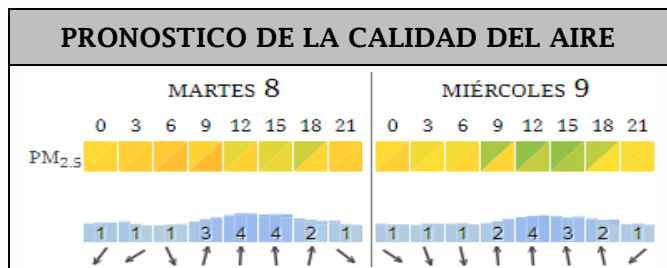 PRONOSTICO DE LA CALIDAD DEL AIRE
MARTES 8 MIÉRCOLES 9
0 3 6 9 12 15 18 21 0 3 6 9 12 15 18 21
PM2.5
1 1 1 3 4 4 2 1 1 1 1 2 4 3 2 1